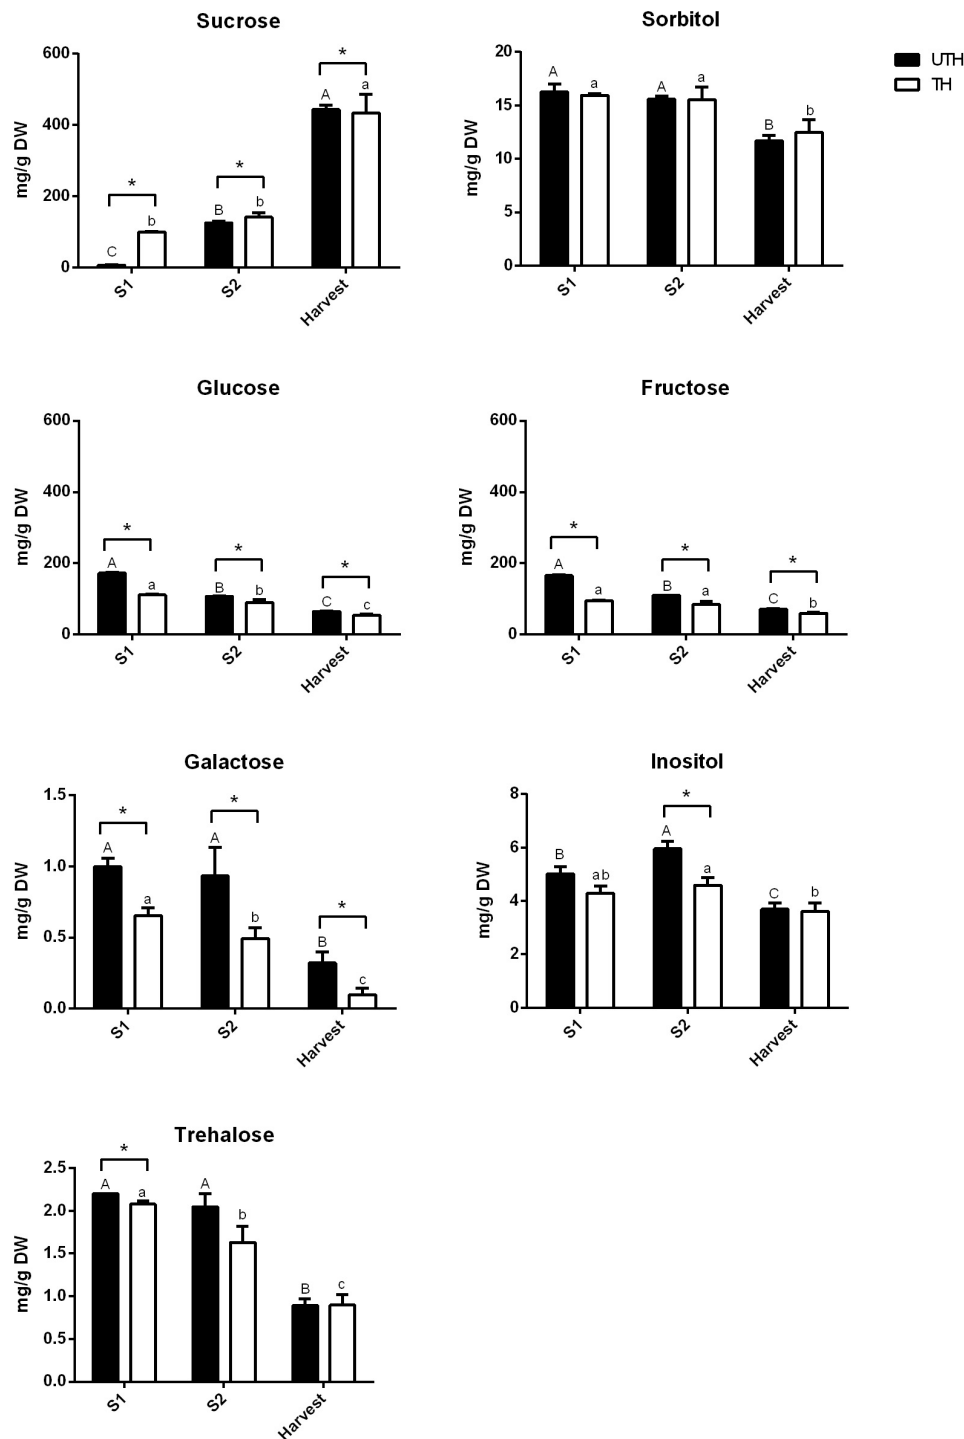 Sucrose
600
400
200
0
mg/g DW
*
*
*
C
b
B
b
A
a
S1
S2
Harvest
Sorbitol
20
15
10
5
0
mg/g DW
A
a
A
a
B
b
S1
S2
Harvest
UTH
TH
Glucose
600
400
200
0
mg/g DW
*
*
*
A
a
B
b
C
c
S1
S2
Harvest
Fructose
600
400
200
0
mg/g DW
*
*
*
A
a
B
a
C
b
S1
S2
Harvest
Galactose
1.5
1.0
0.5
0.0
mg/g DW
*
*
*
A
a
A
b
B
c
S1
S2
Harvest
Inositol
8
6
4
2
0
mg/g DW
*
B
ab
A
a
C
b
S1
S2
Harvest
Trehalose
2.5
2.0
1.5
1.0
0.5
0.0
mg/g DW
*
A
a
A
b
B
c
S1
S2
Harvest